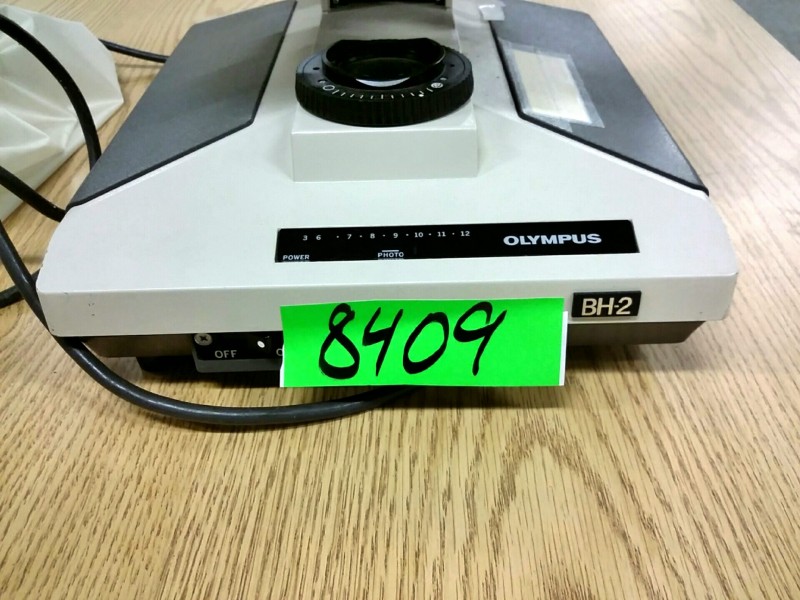 3 6 · 7 · 8 · 9 · 10 · 11 · 12
POWER PHOTO
OLYMPUS
BH-2
OFF
8409